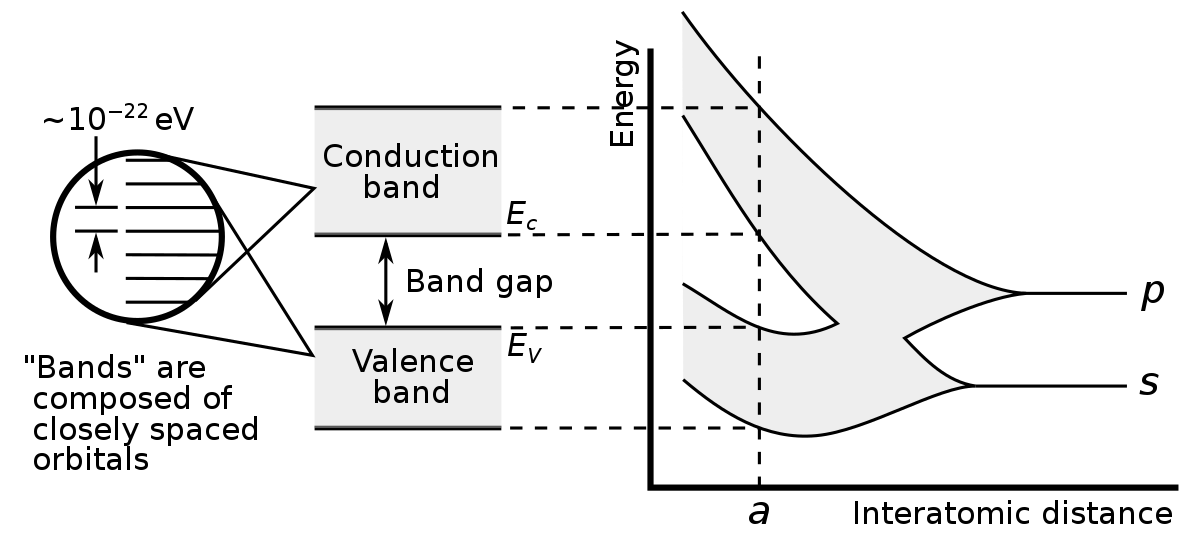 ~10⁻²² eV
"Bands" are
composed of
closely spaced
orbitals
Conduction
band
E_c
Band gap
E_V
Valence
band
Energy
p
s
a
Interatomic distance